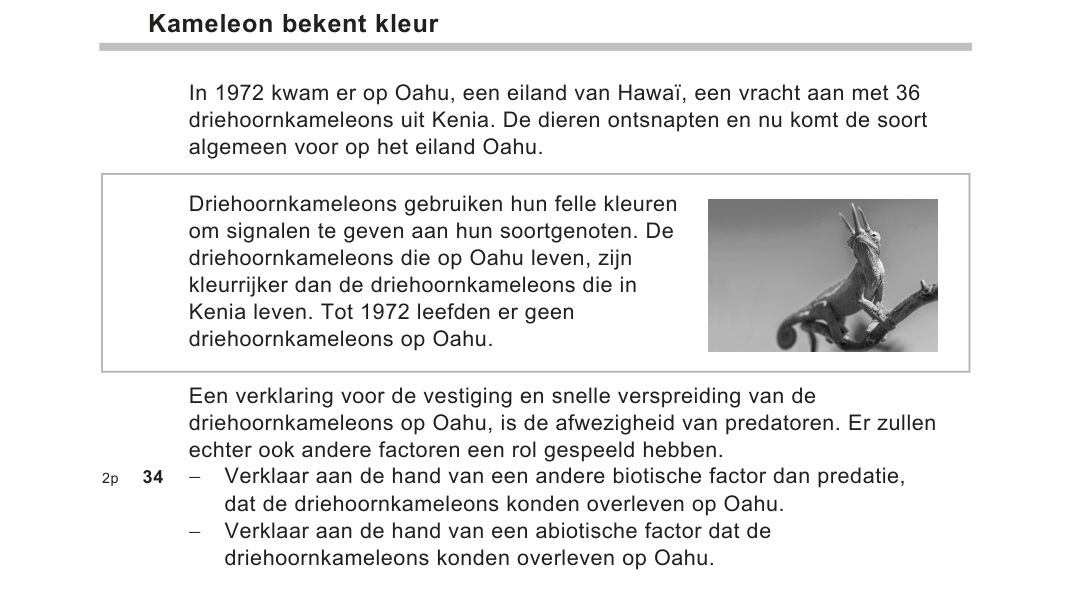 Kameleon bekent kleur
In 1972 kwam er op Oahu, een eiland van Hawaï, een vracht aan met 36
driehoornkameleons uit Kenia. De dieren ontsnapten en nu komt de soort
algemeen voor op het eiland Oahu.
Driehoornkameleons gebruiken hun felle kleuren
om signalen te geven aan hun soortgenoten. De
driehoornkameleons die op Oahu leven, zijn
kleurrijker dan de driehoornkameleons die in
Kenia leven. Tot 1972 leefden er geen
driehoornkameleons op Oahu.
Een verklaring voor de vestiging en snelle verspreiding van de
driehoornkameleons op Oahu, is de afwezigheid van predatoren. Er zullen
echter ook andere factoren een rol gespeeld hebben.
2p 34 – Verklaar aan de hand van een andere biotische factor dan predatie,
dat de driehoornkameleons konden overleven op Oahu.
– Verklaar aan de hand van een abiotische factor dat de
driehoornkameleons konden overleven op Oahu.